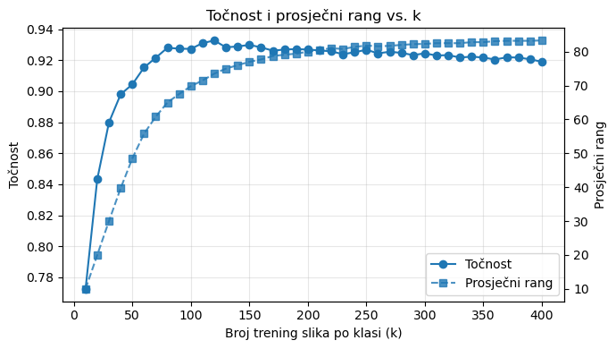 Točnost i prosječni rang vs. k
0.94
0.92
0.90
0.88
0.86
0.84
0.82
0.80
0.78
Točnost
80
70
60
50
40
30
20
10
Prosječni rang
Točnost
Prosječni rang
0 50 100 150 200 250 300 350 400
Broj trening slika po klasi (k)